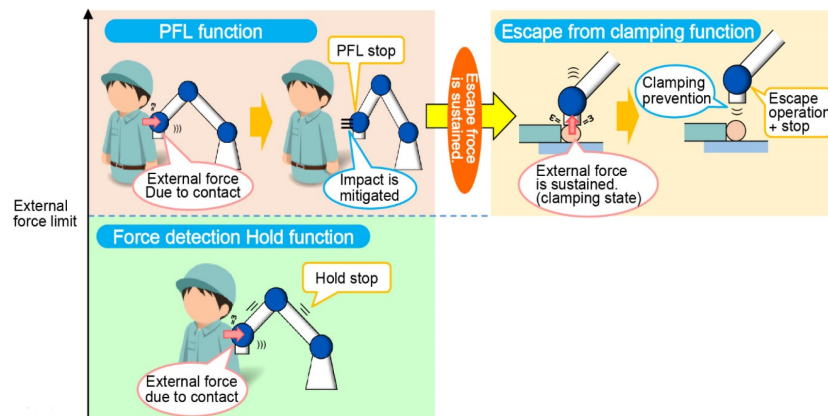 PFL function
PFL stop
External force
Due to contact
Impact is
mitigated
Escape froce
is sustained.
Escape from clamping function
Clamping
prevention
Escape
operation
+ stop
External force
is sustained.
(clamping state)
External
force limit
Force detection Hold function
Hold stop
External force
due to contact